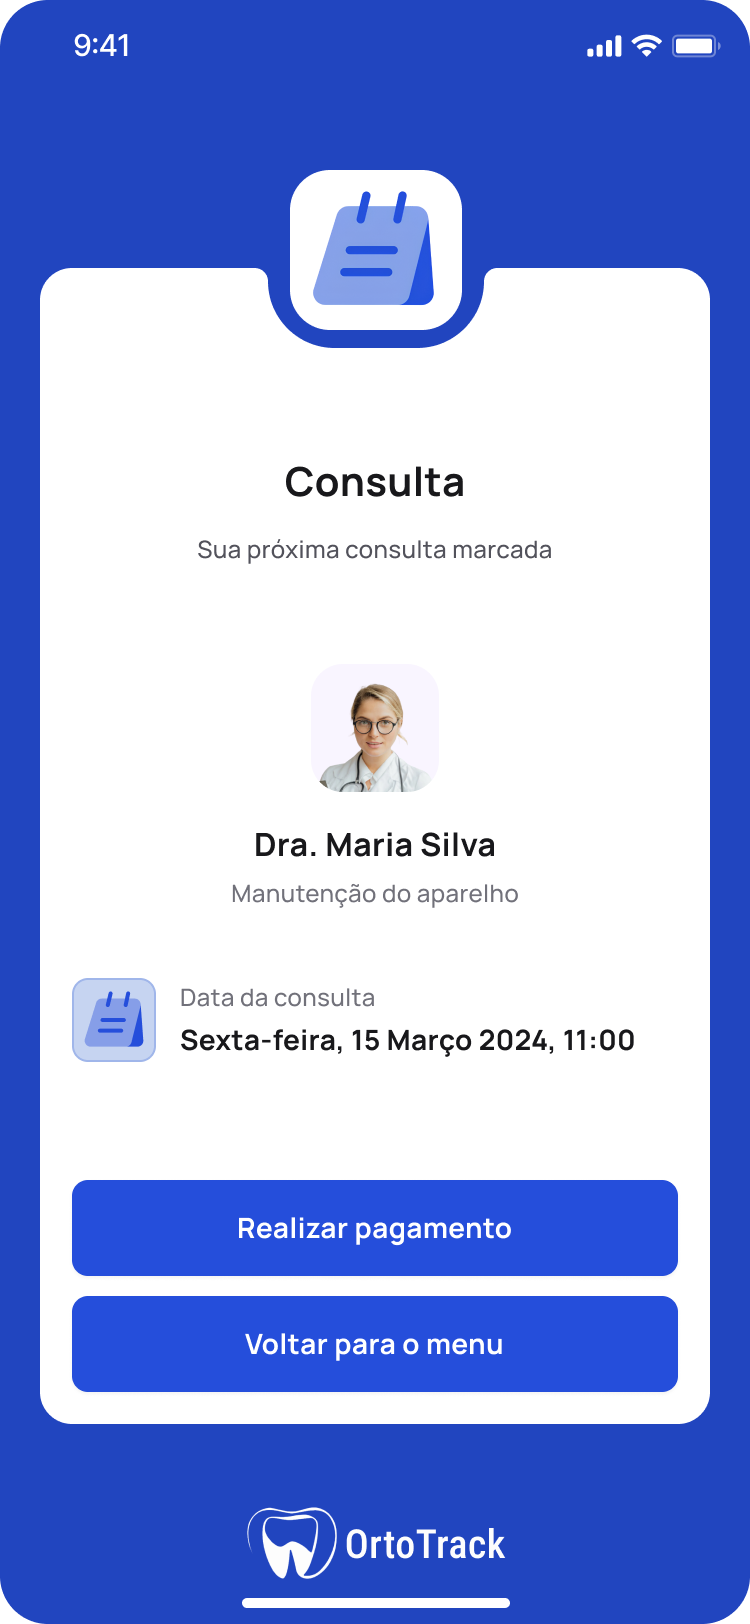 9:41
Consulta
Sua próxima consulta marcada
Dra. Maria Silva
Manutenção do aparelho
Data da consulta
Sexta-feira, 15 Março 2024, 11:00
Realizar pagamento
Voltar para o menu
OrtoTrack